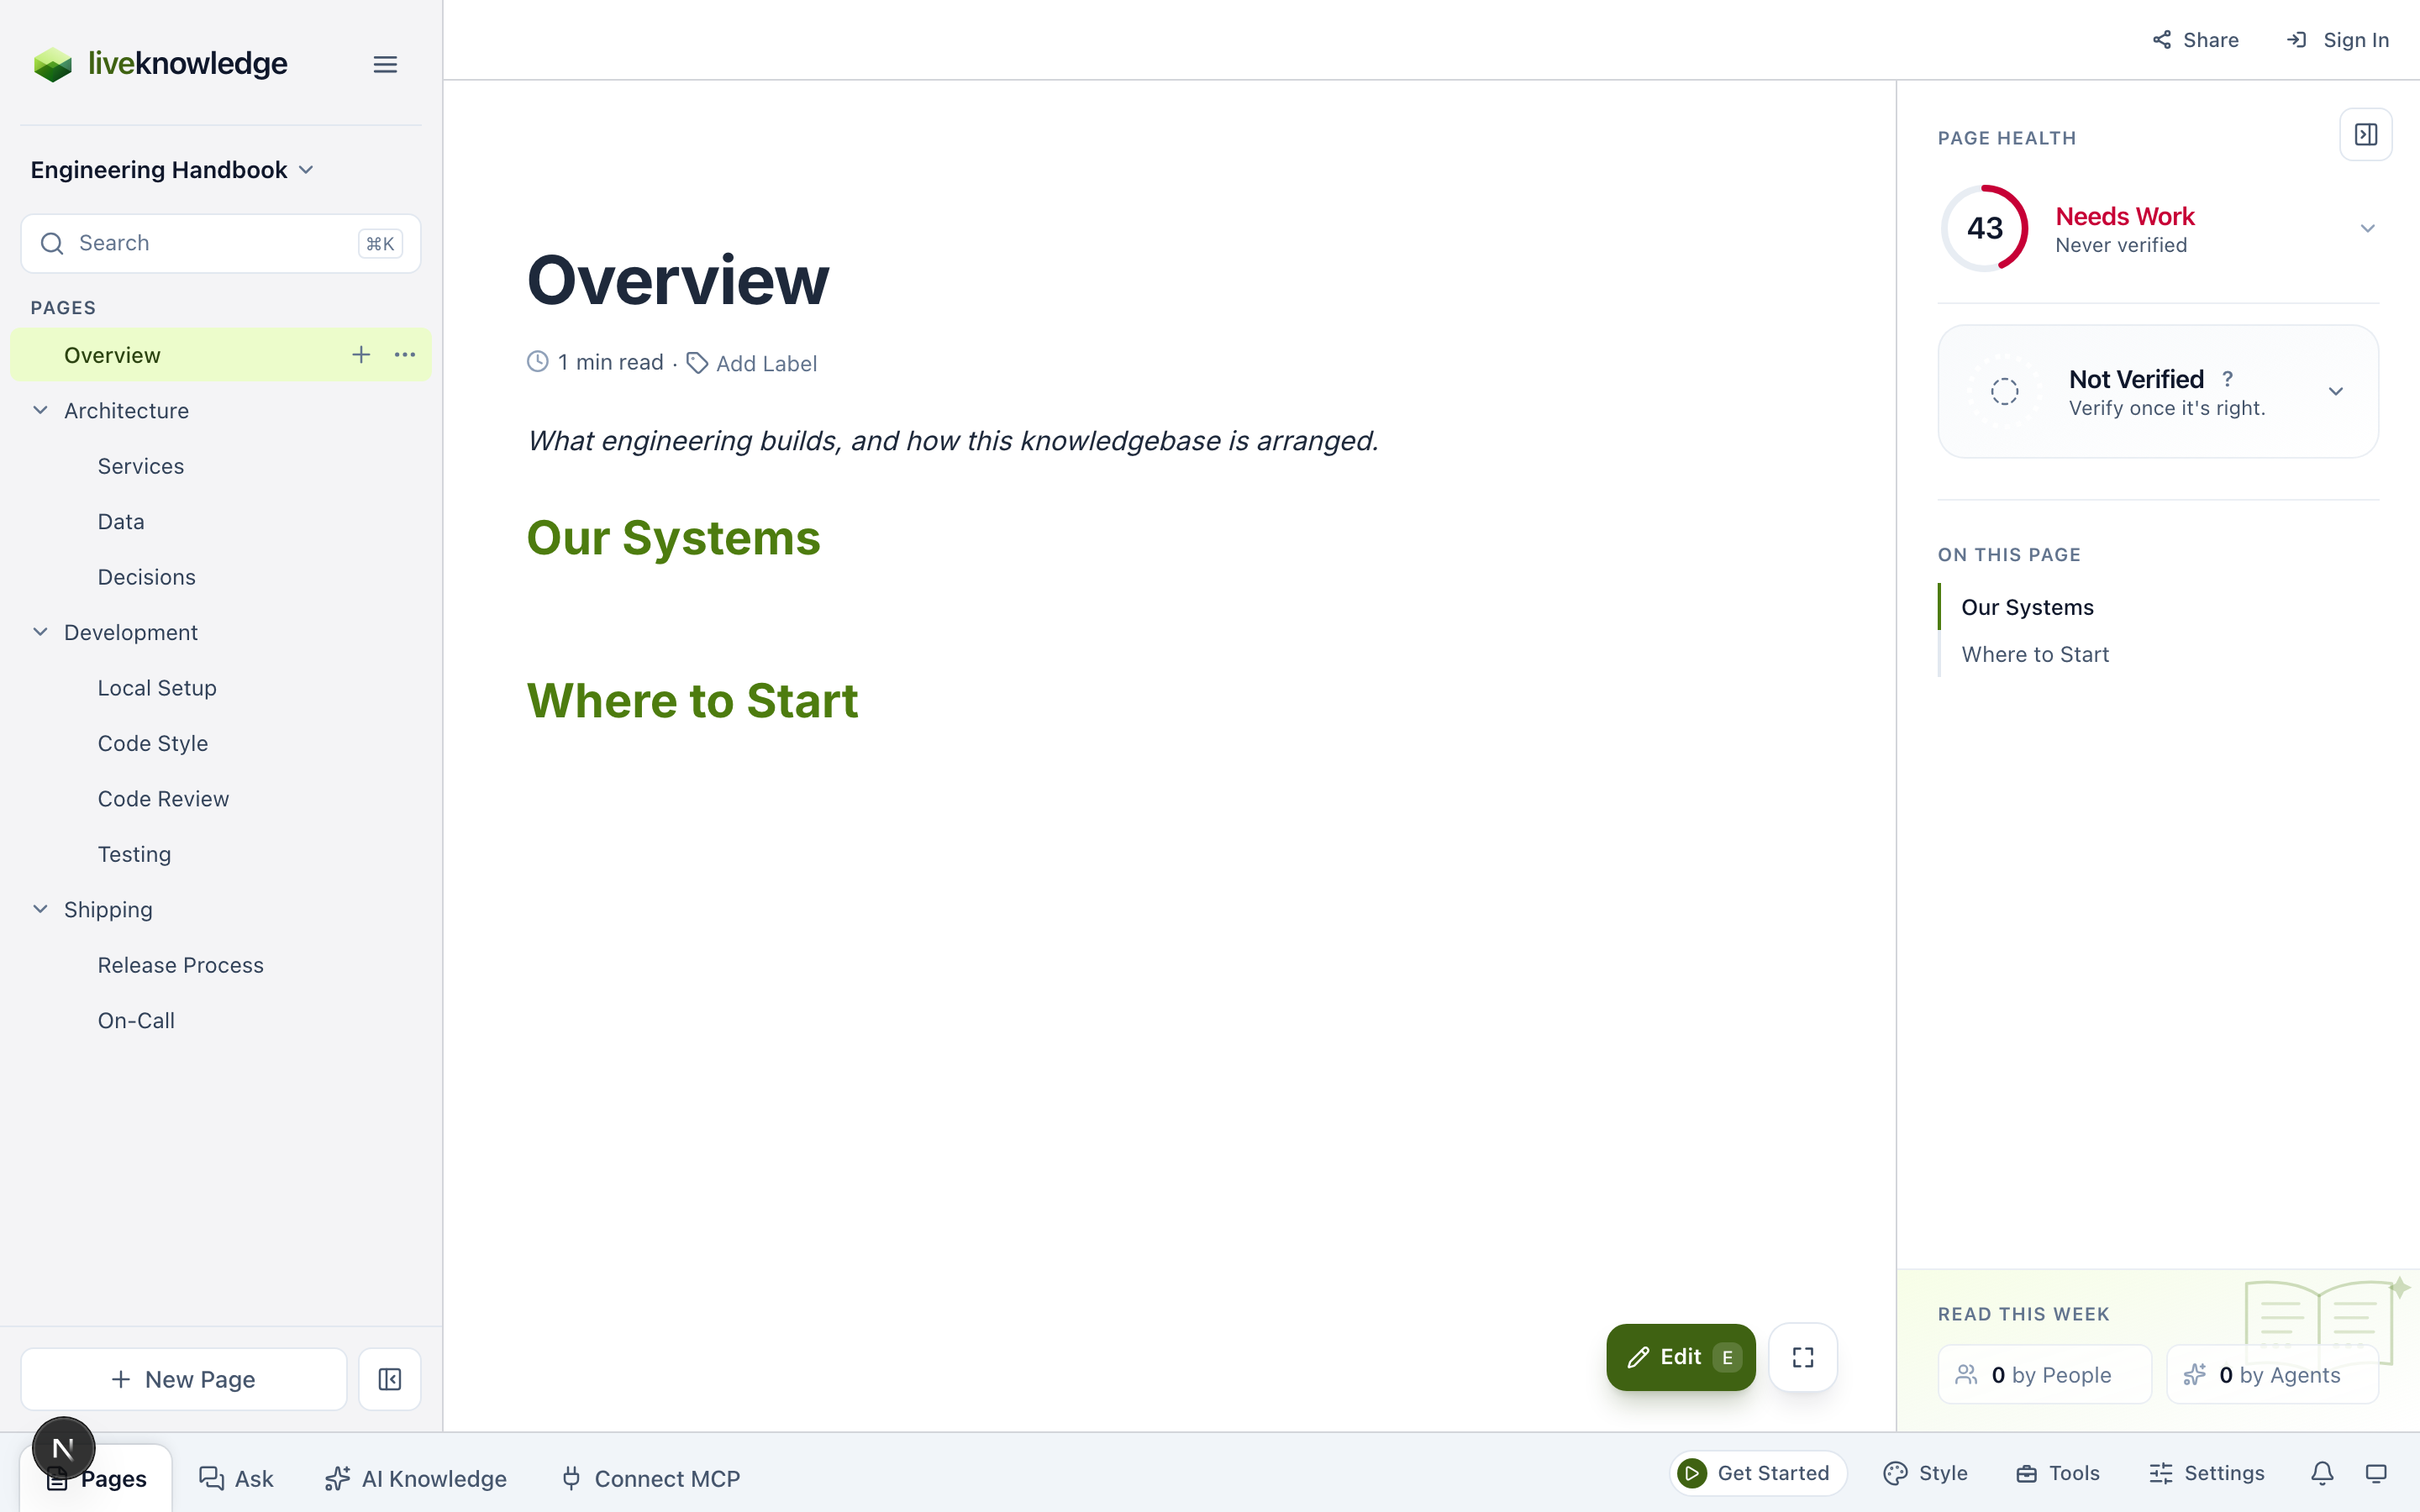 liveknowledge
Share
Sign In
Engineering Handbook
Search
⌘K
PAGES
Overview
Architecture
Services
Data
Decisions
Development
Local Setup
Code Style
Code Review
Testing
Shipping
Release Process
On-Call
New Page
Overview
1 min read · Add Label
What engineering builds, and how this knowledgebase is arranged.
Our Systems
Where to Start
Edit E
PAGE HEALTH
43
Needs Work
Never verified
Not Verified ?
Verify once it's right.
ON THIS PAGE
Our Systems
Where to Start
READ THIS WEEK
0 by People
0 by Agents
N
Pages
Ask
AI Knowledge
Connect MCP
Get Started
Style
Tools
Settings